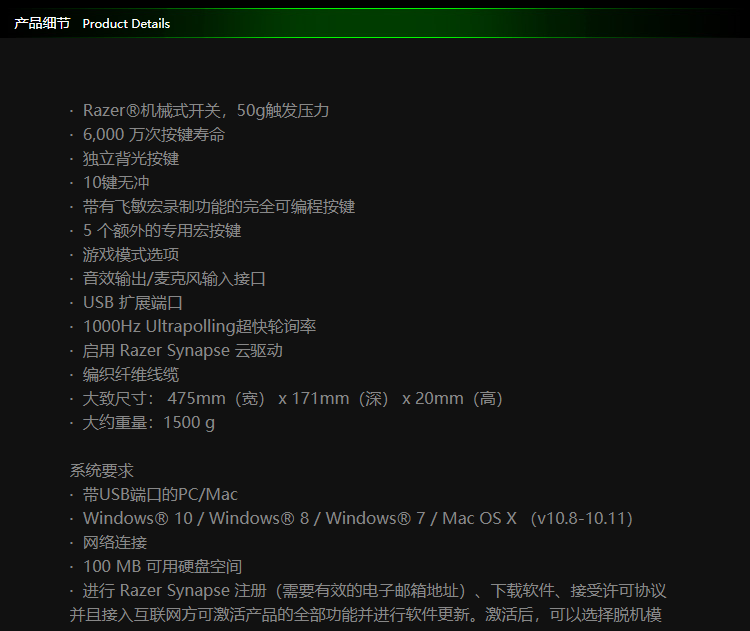 产品细节 Product Details
· Razer®机械式开关，50g触发压力
· 6,000 万次按键寿命
· 独立背光按键
· 10键无冲
· 带有飞敏宏录制功能的完全可编程按键
· 5 个额外的专用宏按键
· 游戏模式选项
· 音效输出/麦克风输入接口
· USB 扩展端口
· 1000Hz Ultrapolling超快轮询率
· 启用 Razer Synapse 云驱动
· 编织纤维线缆
· 大致尺寸： 475mm（宽） x 171mm（深） x 20mm（高）
· 大约重量：1500 g
系统要求
· 带USB端口的PC/Mac
· Windows® 10 / Windows® 8 / Windows® 7 / Mac OS X （v10.8-10.11）
· 网络连接
· 100 MB 可用硬盘空间
· 进行 Razer Synapse 注册（需要有效的电子邮箱地址）、下载软件、接受许可协议
并且接入互联网方可激活产品的全部功能并进行软件更新。激活后，可以选择脱机模